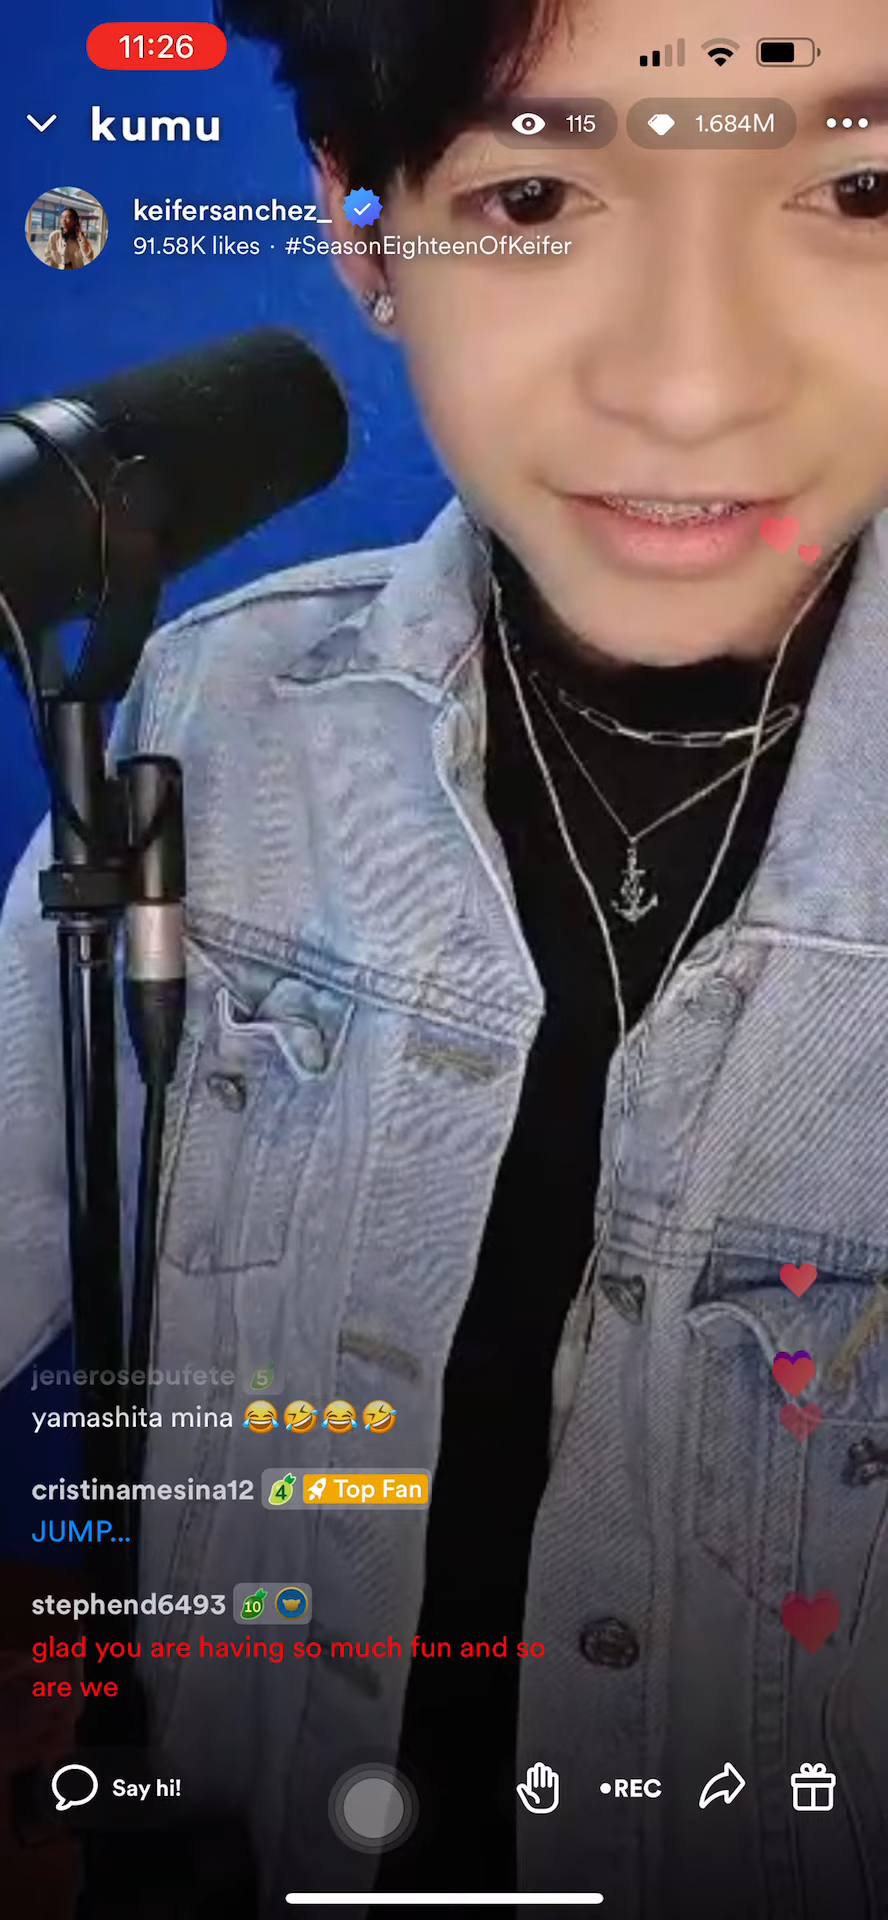 11:26
kumu
115
1.684M
keifersanchez_
91.58K likes · #SeasonEighteenOfKeifer
jenerosebufete 5
yamashita mina 😂🤣😂🤣
cristinamesina12 4 Top Fan
JUMP...
stephend6493 10
glad you are having so much fun and so
are we
Say hi!
•REC